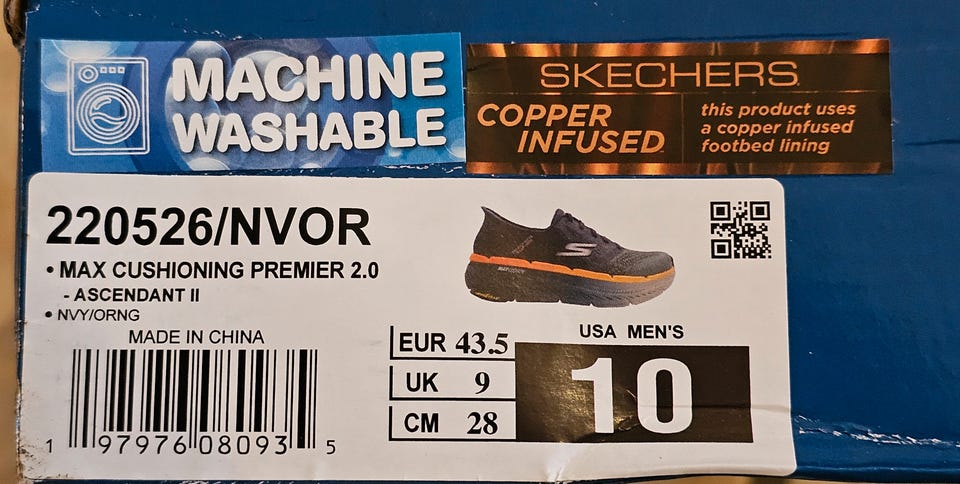 MACHINE
WASHABLE
SKECHERS
COPPER
INFUSED
this product uses
a copper infused
footbed lining
220526/NVOR
• MAX CUSHIONING PREMIER 2.0
- ASCENDANT II
• NVY/ORNG
MADE IN CHINA
1 97976 08093 5
EUR 43.5
UK 9
CM 28
USA MEN'S
10